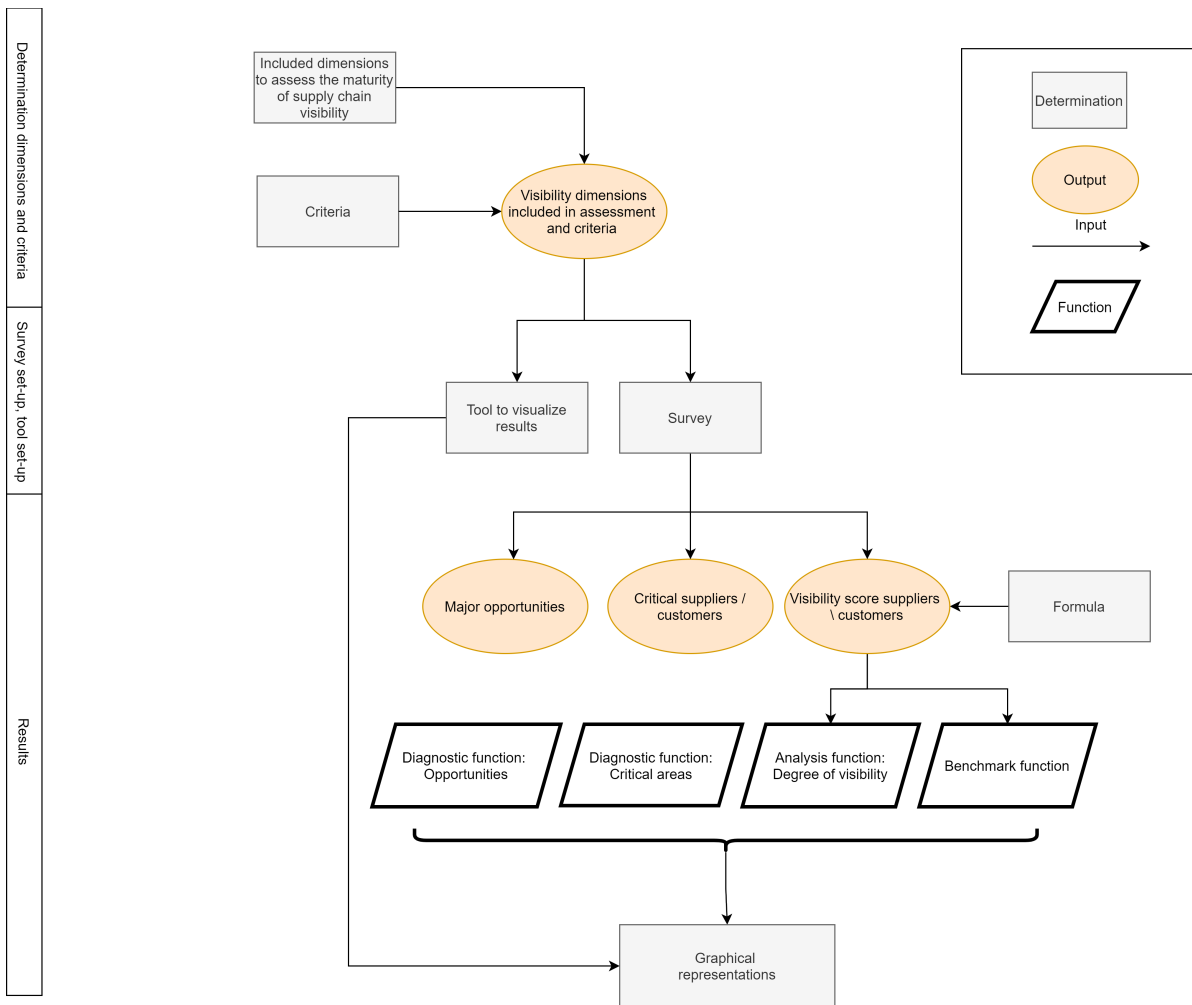 Determination dimensions and criteria
Included dimensions
to assess the maturity
of supply chain
visibility
Determination
Criteria
Visibility dimensions
included in assessment
and criteria
Output
Input
Function
Survey set-up, tool set-up
Tool to visualize
results
Survey
Results
Major opportunities
Critical suppliers /
customers
Visibility score suppliers
\ customers
Formula
Diagnostic function:
Opportunities
Diagnostic function:
Critical areas
Analysis function:
Degree of visibility
Benchmark function
Graphical
representations